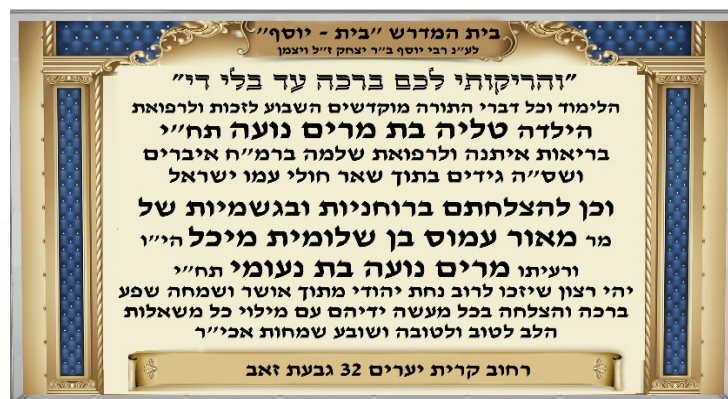 בית המדרש "בית - יוסף"
לע"נ רבי יוסף ב"ר יצחק ז"ל ויצמן
"והריקותי לכם ברכה עד בלי די"
הלימוד וכל דברי התורה מוקדשים השבוע לזכות ולרפואת
הילדה טליה בת מרים נועה תח"י
בריאות איתנה ולרפואת שלמה ברמ"ח איברים
ושס"ה גידים בתוך שאר חולי עמו ישראל
וכן להצלחתם ברוחניות ובגשמיות של
מר מאור עמוס בן שלומית מיכל הי"ו
ורעיתו מרים נועה בת נעומי תח"י
יהי רצון שיזכו לרוב נחת יהודי מתוך אושר ושמחה שפע
ברכה והצלחה בכל מעשה ידיהם עם מילוי כל משאלות
הלב לטוב ולטובה ושובע שמחות אכי"ר
רחוב קרית יערים 32 גבעת זאב